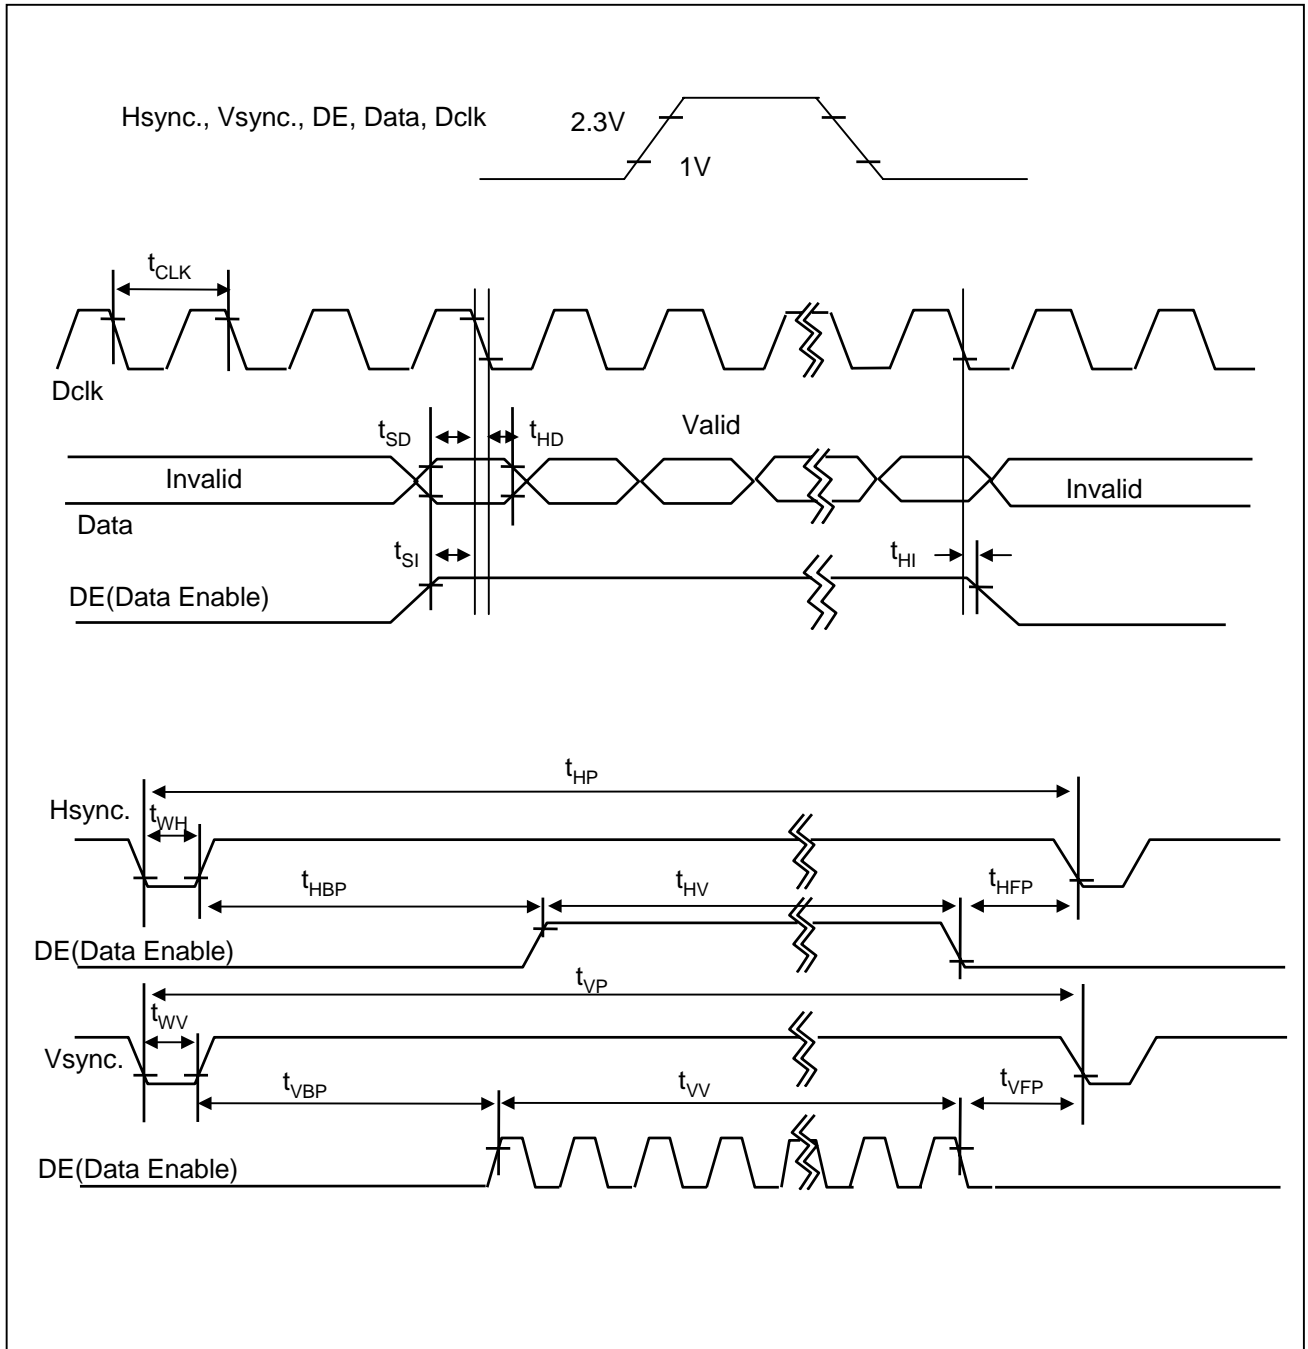 Hsync., Vsync., DE, Data, Dclk
2.3V
1V
tCLK
Dclk
tSD
tHD
Valid
Invalid
Invalid
Data
tSI
tHI
DE(Data Enable)
tHP
Hsync.
tWH
tHBP
tHV
tHFP
DE(Data Enable)
tVP
tWV
Vsync.
tVBP
tVV
tVFP
DE(Data Enable)